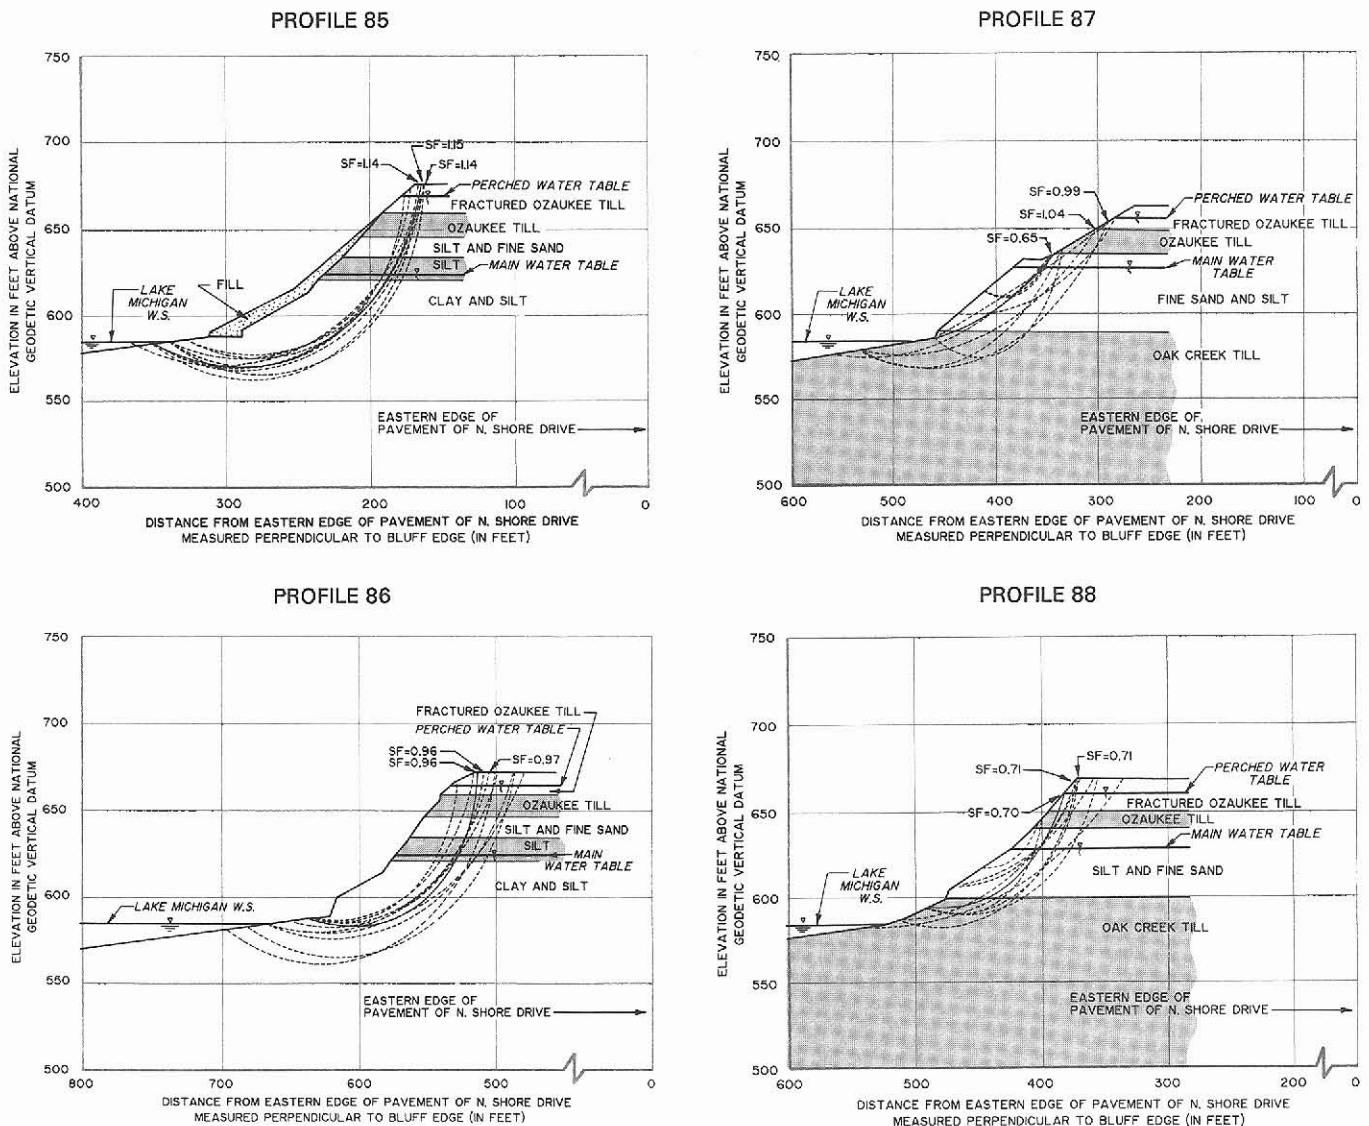 PROFILE 85
750
700
650
600
550
500
400
300
200
100
0
ELEVATION IN FEET ABOVE NATIONAL
GEODETIC VERTICAL DATUM
SF=1.15
SF=1.14
SF=1.14
PERCHED WATER TABLE
FRACTURED OZAUKEE TILL
OZAUKEE TILL
SILT AND FINE SAND
SILT
MAIN WATER TABLE
CLAY AND SILT
LAKE
MICHIGAN
W.S.
FILL
EASTERN EDGE OF
PAVEMENT OF N. SHORE DRIVE
DISTANCE FROM EASTERN EDGE OF PAVEMENT OF N. SHORE DRIVE
MEASURED PERPENDICULAR TO BLUFF EDGE (IN FEET)
PROFILE 87
750
700
650
600
550
500
600
500
400
300
200
100
0
ELEVATION IN FEET ABOVE NATIONAL
GEODETIC VERTICAL DATUM
SF=0.99
SF=1.04
SF=0.65
PERCHED WATER TABLE
FRACTURED OZAUKEE TILL
OZAUKEE TILL
MAIN WATER
TABLE
FINE SAND AND SILT
LAKE
MICHIGAN
W.S.
OAK CREEK TILL
EASTERN EDGE OF
PAVEMENT OF N. SHORE DRIVE
DISTANCE FROM EASTERN EDGE OF PAVEMENT OF N. SHORE DRIVE
MEASURED PERPENDICULAR TO BLUFF EDGE (IN FEET)
PROFILE 86
750
700
650
600
550
500
800
700
600
500
0
ELEVATION IN FEET ABOVE NATIONAL
GEODETIC VERTICAL DATUM
FRACTURED OZAUKEE TILL
PERCHED WATER TABLE
SF=0.96
SF=0.96
SF=0.97
OZAUKEE TILL
SILT AND FINE SAND
SILT
MAIN
WATER TABLE
CLAY AND SILT
LAKE MICHIGAN W.S.
EASTERN EDGE OF
PAVEMENT OF N. SHORE DRIVE
DISTANCE FROM EASTERN EDGE OF PAVEMENT OF N. SHORE DRIVE
MEASURED PERPENDICULAR TO BLUFF EDGE (IN FEET)
PROFILE 88
750
700
650
600
550
500
600
500
400
300
200
0
ELEVATION IN FEET ABOVE NATIONAL
GEODETIC VERTICAL DATUM
SF=0.71
SF=0.71
SF=0.70
PERCHED WATER
TABLE
FRACTURED OZAUKEE TILL
OZAUKEE TILL
MAIN WATER TABLE
SILT AND FINE SAND
LAKE
MICHIGAN
W.S.
OAK CREEK TILL
EASTERN EDGE OF
PAVEMENT OF N. SHORE DRIVE
DISTANCE FROM EASTERN EDGE OF PAVEMENT OF N. SHORE DRIVE
MEASURED PERPENDICULAR TO BLUFF EDGE (IN FEET)